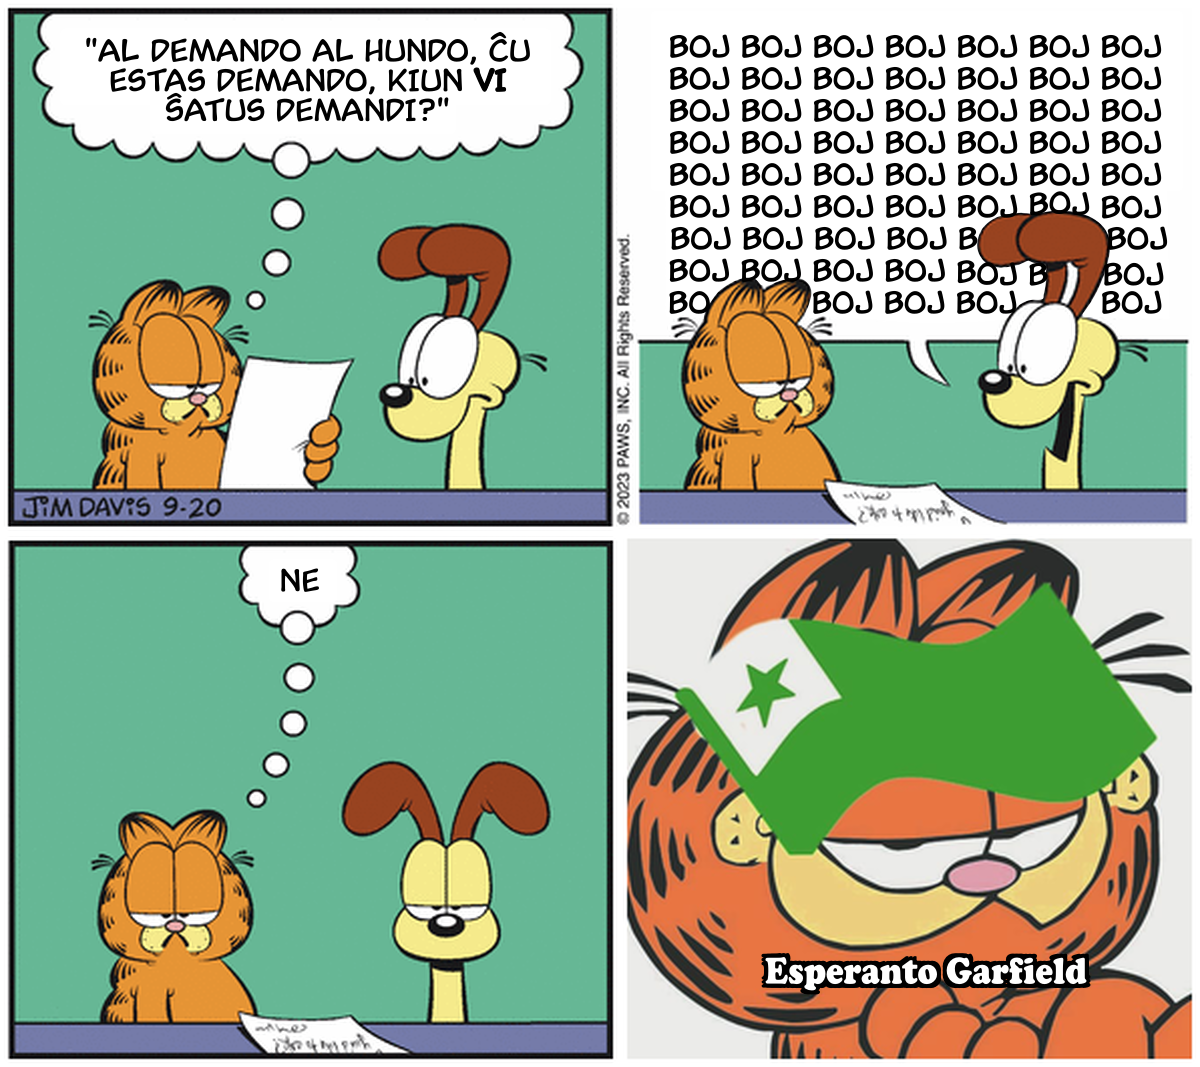 "AL DEMANDO AL HUNDO, ĈU
ESTAS DEMANDO, KIUN VI
ŜATUS DEMANDI?"
JIM DAVIS 9-20
© 2023 PAWS, INC. All Rights Reserved.
BOJ BOJ BOJ BOJ BOJ BOJ BOJ
BOJ BOJ BOJ BOJ BOJ BOJ BOJ
BOJ BOJ BOJ BOJ BOJ BOJ BOJ
BOJ BOJ BOJ BOJ BOJ BOJ BOJ
BOJ BOJ BOJ BOJ BOJ BOJ BOJ
BOJ BOJ BOJ BOJ BOJ BOJ BOJ
BOJ BOJ BOJ BOJ B BOJ
BOJ BOJ BOJ BOJ BOJ B BOJ
BO BOJ BOJ BOJ BOJ
NE
Esperanto Garfield